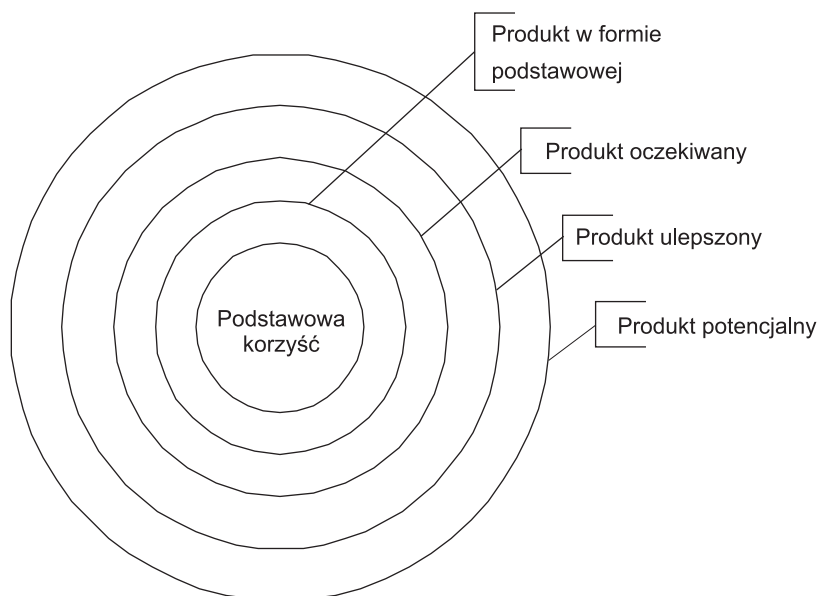 Produkt w formie
podstawowej
Produkt oczekiwany
Produkt ulepszony
Podstawowa
korzyść
Produkt potencjalny